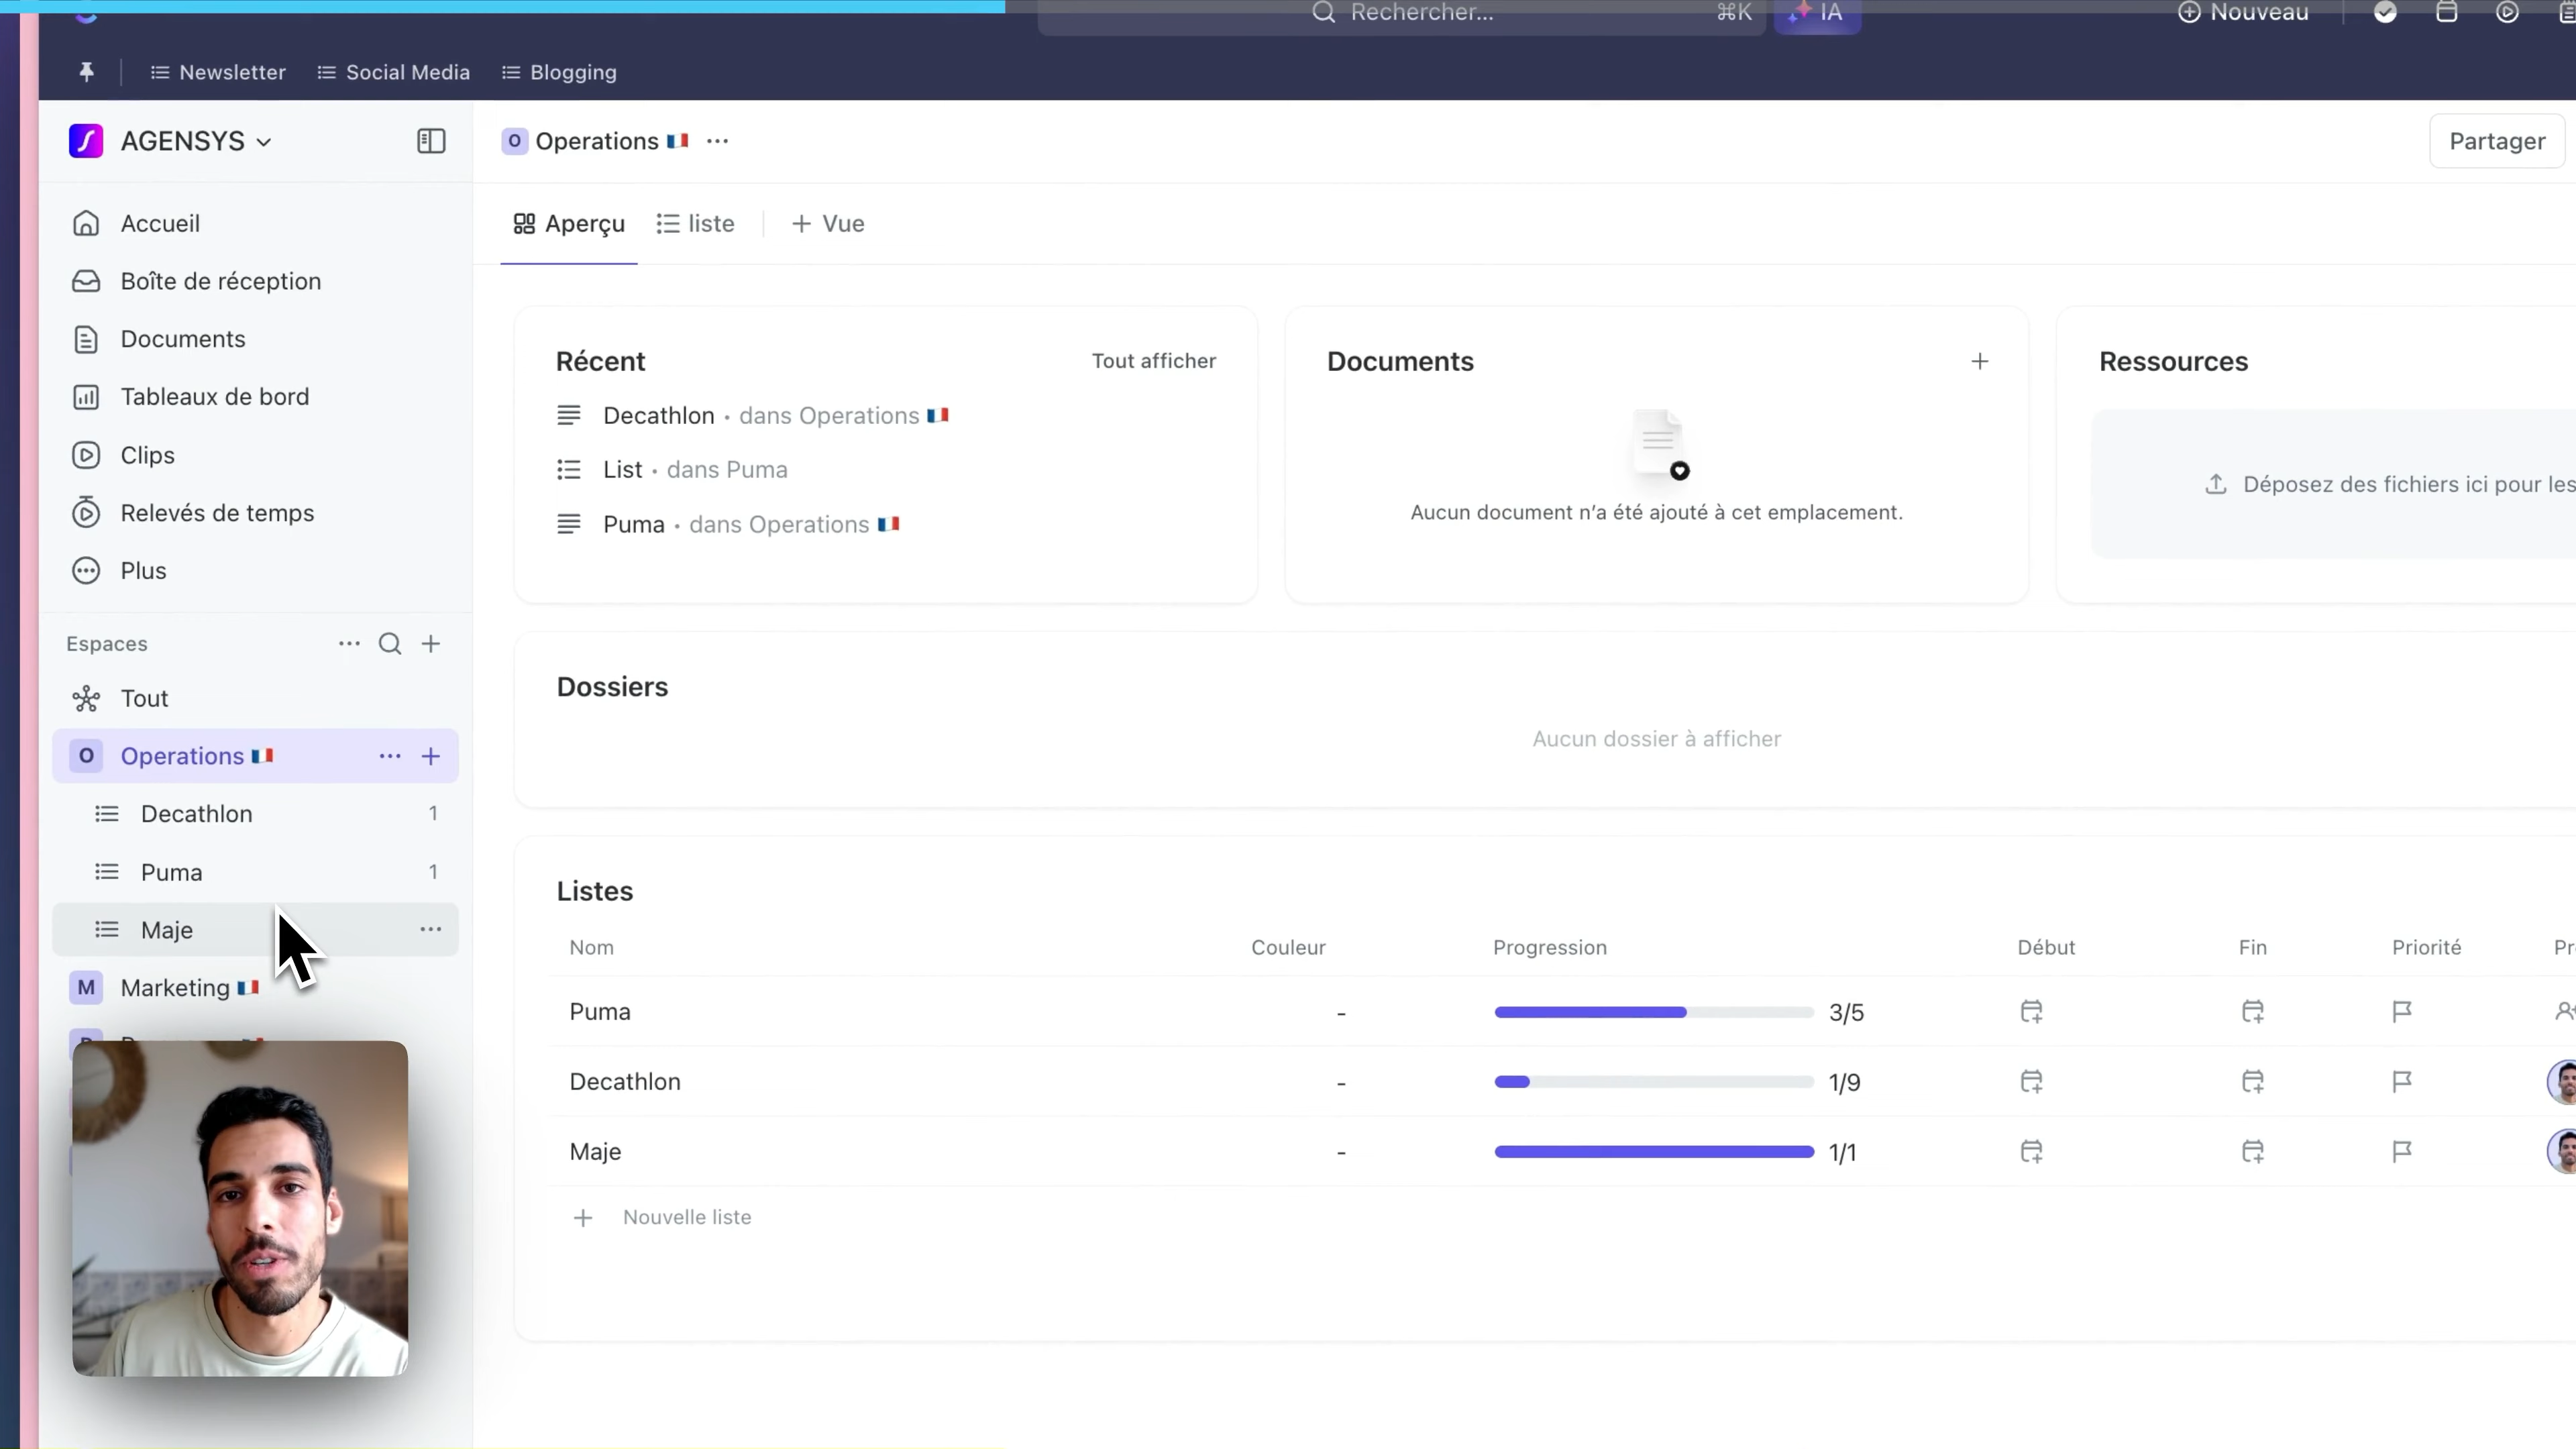 Rechercher... ⌘K IA Nouveau
Newsletter Social Media Blogging
AGENSYS
Accueil
Boîte de réception
Documents
Tableaux de bord
Clips
Relevés de temps
Plus
Espaces
Tout
O Operations
Decathlon 1
Puma 1
Maje
M Marketing
O Operations Partager
Aperçu liste + Vue
Récent Tout afficher
Decathlon • dans Operations
List • dans Puma
Puma • dans Operations
Documents
Aucun document n’a été ajouté à cet emplacement.
Ressources
Déposez des fichiers ici pour les
Dossiers
Aucun dossier à afficher
Listes
Nom Couleur Progression Début Fin Priorité
Puma - 3/5
Decathlon - 1/9
Maje - 1/1
+ Nouvelle liste